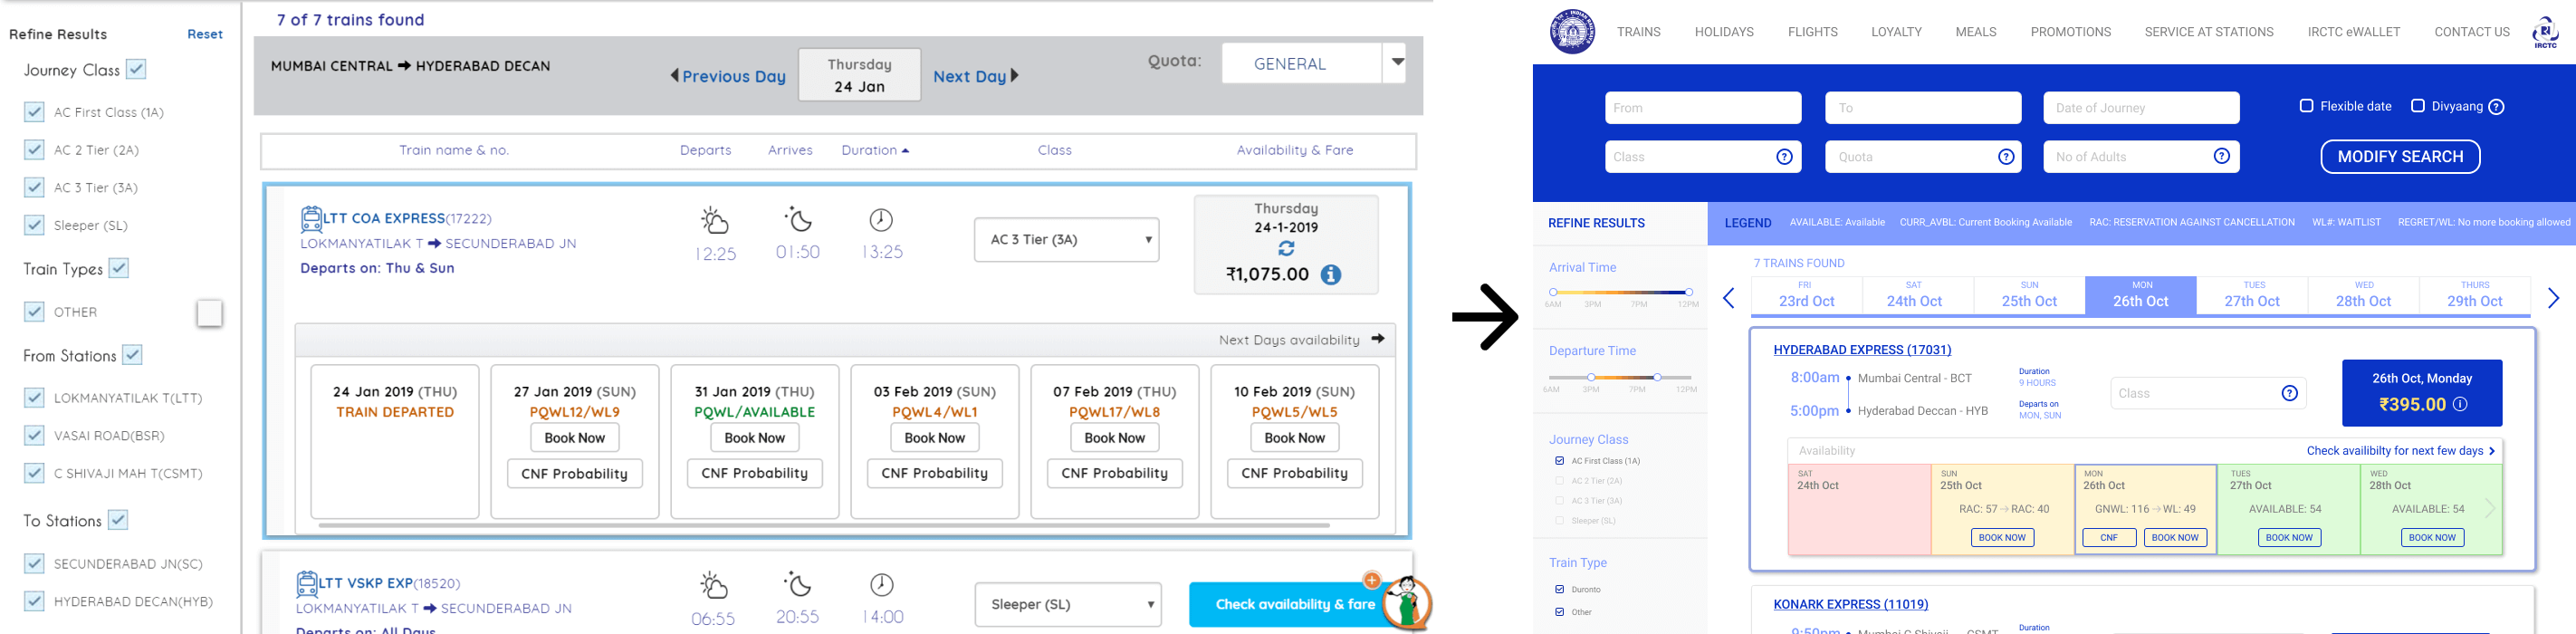 7 of 7 trains found
Refine Results Reset
Journey Class
AC First Class (1A)
AC 2 Tier (2A)
AC 3 Tier (3A)
Sleeper (SL)
Train Types
OTHER
From Stations
LOKMANYATILAK T(LTT)
VASAI ROAD(BSR)
C SHIVAJI MAH T(CSMT)
To Stations
SECUNDERABAD JN(SC)
HYDERABAD DECAN(HYB)
MUMBAI CENTRAL ➔ HYDERABAD DECAN
Previous Day
Thursday
24 Jan
Next Day
Quota: GENERAL
Train name & no. Departs Arrives Duration Class Availability & Fare
LTT COA EXPRESS(17222)
LOKMANYATILAK T ➔ SECUNDERABAD JN
Departs on: Thu & Sun
12:25 01:50 13:25
AC 3 Tier (3A)
Thursday
24-1-2019
₹1,075.00
Next Days availability
24 Jan 2019 (THU)
TRAIN DEPARTED
27 Jan 2019 (SUN)
PQWL12/WL9
Book Now
CNF Probability
31 Jan 2019 (THU)
PQWL/AVAILABLE
Book Now
CNF Probability
03 Feb 2019 (SUN)
PQWL4/WL1
Book Now
CNF Probability
07 Feb 2019 (THU)
PQWL17/WL8
Book Now
CNF Probability
10 Feb 2019 (SUN)
PQWL5/WL5
Book Now
CNF Probability
LTT VSKP EXP(18520)
LOKMANYATILAK T ➔ SECUNDERABAD JN
Departs on: All Days
06:55 20:55 14:00
Sleeper (SL)
Check availability & fare
TRAINS HOLIDAYS FLIGHTS LOYALTY MEALS PROMOTIONS SERVICE AT STATIONS IRCTC eWALLET CONTACT US
IRCTC
From To Date of Journey Flexible date Divyaang ?
Class ? Quota ? No of Adults ? MODIFY SEARCH
REFINE RESULTS
Arrival Time
6AM 3PM 7PM 12PM
Departure Time
6AM 3PM 7PM 12PM
Journey Class
AC First Class (1A)
AC 2 Tier (2A)
AC 3 Tier (3A)
Sleeper (SL)
Train Type
Duronto
Other
LEGEND AVAILABLE: Available CURR_AVBL: Current Booking Available RAC: RESERVATION AGAINST CANCELLATION WL#: WAITLIST REGRET/WL: No more booking allowed
7 TRAINS FOUND
FRI
23rd Oct
SAT
24th Oct
SUN
25th Oct
MON
26th Oct
TUES
27th Oct
WED
28th Oct
THURS
29th Oct
HYDERABAD EXPRESS (17031)
8:00am Mumbai Central - BCT
5:00pm Hyderabad Deccan - HYB
Duration
9 HOURS
Departs on
MON, SUN
Class ?
26th Oct, Monday
₹395.00
Availability Check availibilty for next few days
SAT
24th Oct
SUN
25th Oct
RAC: 57 → RAC: 40
BOOK NOW
MON
26th Oct
GNWL: 116 → WL: 49
CNF BOOK NOW
TUES
27th Oct
AVAILABLE: 54
BOOK NOW
WED
28th Oct
AVAILABLE: 54
BOOK NOW
KONARK EXPRESS (11019)
9:50pm Mumbai C Shivaji CSMT
Duration